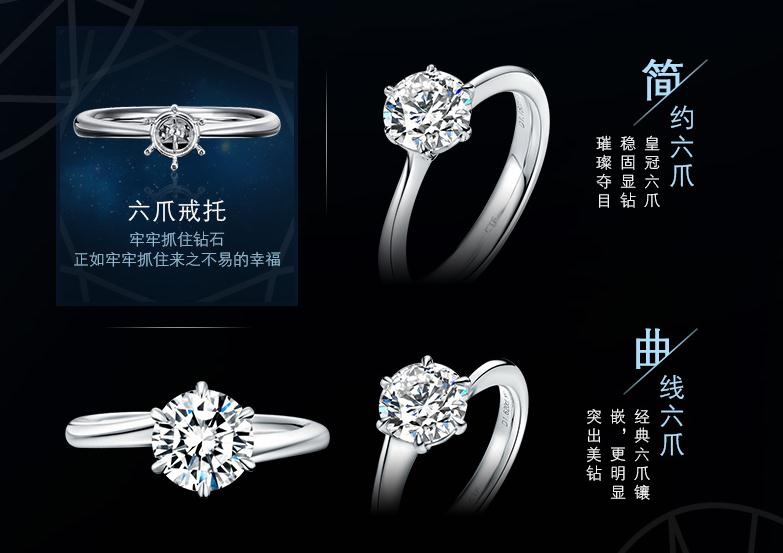 六爪戒托
牢牢抓住钻石
正如牢牢抓住来之不易的幸福
简约六爪
皇冠六爪
稳固显钻
璀璨夺目
曲线六爪
经典六爪镶
嵌，更明显
突出美钻